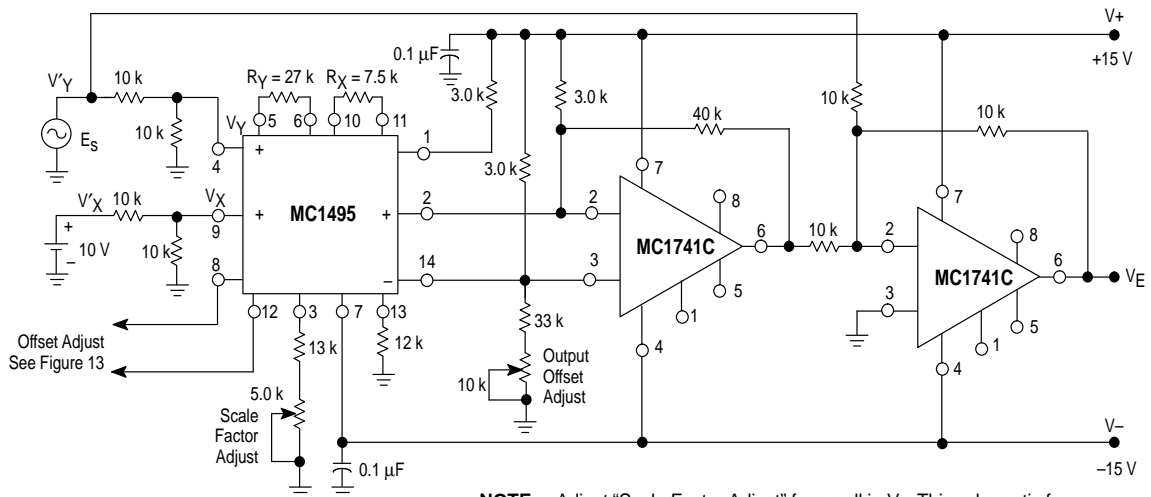 V+
+15 V
0.1 µF
V'Y
10 k
RY = 27 k
RX = 7.5 k
3.0 k
3.0 k
10 k
10 k
40 k
ES
10 k
VY
5
6
10
11
1
3.0 k
4
+
7
7
V'X
10 k
VX
9
+
MC1495
+
2
2
8
MC1741C
6
10 k
2
8
MC1741C
6
VE
+
10 V
–
10 k
8
–
14
3
5
3
5
12
3
7
13
1
1
Offset Adjust
See Figure 13
13 k
12 k
33 k
4
4
5.0 k
Scale
Factor
Adjust
10 k
Output
Offset
Adjust
0.1 µF
V–
–15 V